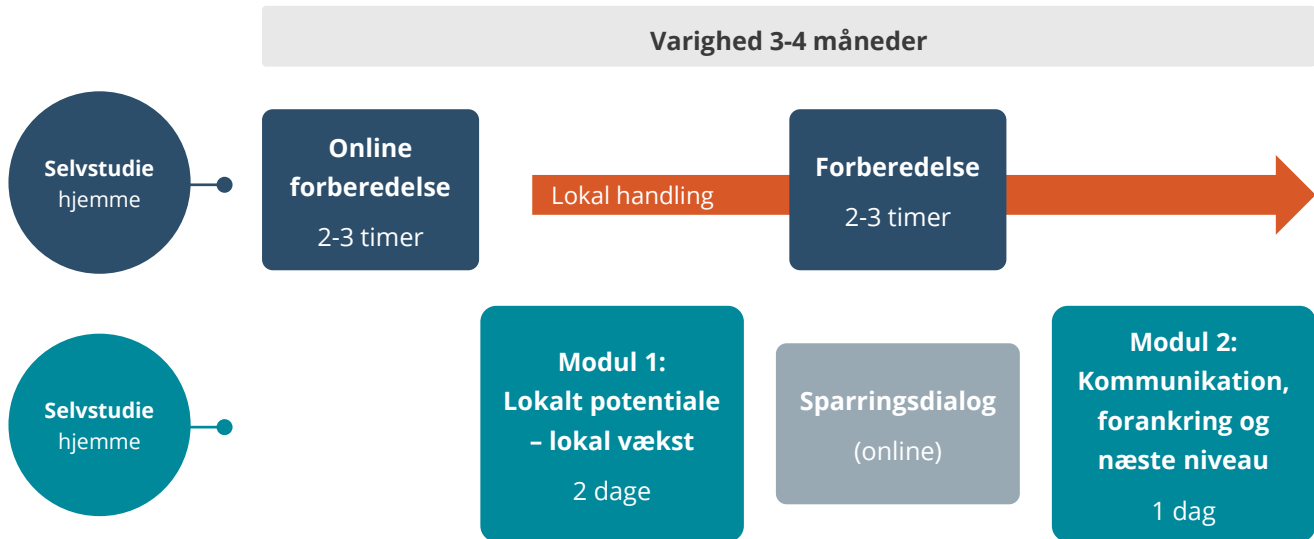 Varighed 3-4 måneder
Selvstudie
hjemme
Online
forberedelse
2-3 timer
Lokal handling
Forberedelse
2-3 timer
Selvstudie
hjemme
Modul 1:
Lokalt potentiale
– lokal vækst
2 dage
Sparringsdialog
(online)
Modul 2:
Kommunikation,
forankring og
næste niveau
1 dag